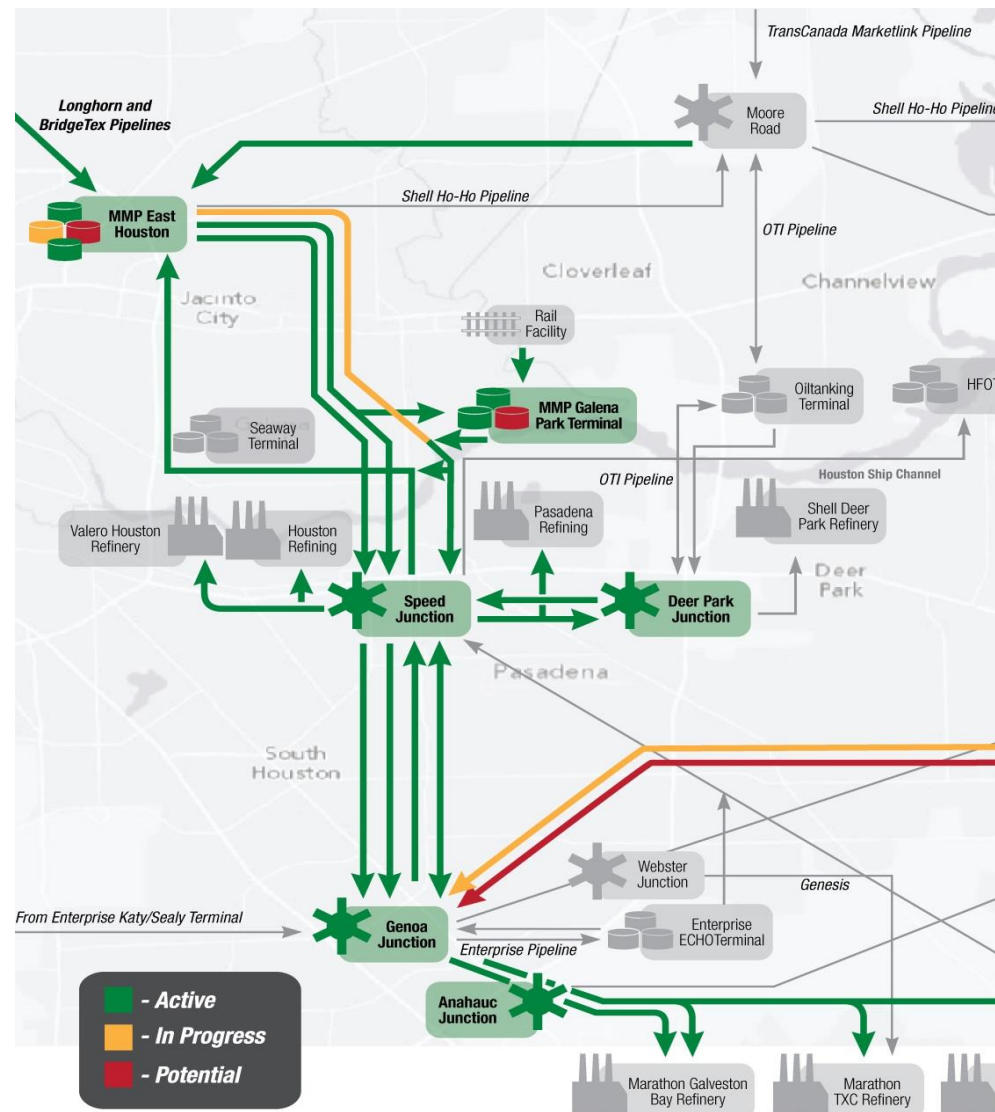 TransCanada Marketlink Pipeline
Longhorn and
BridgeTex Pipelines
Moore
Road
Shell Ho-Ho Pipeline
Shell Ho-Ho Pipeline
MMP East
Houston
OTI Pipeline
Cloverleaf
Channelview
Jacinto
City
Rail
Facility
MMP Galena
Park Terminal
Oiltanking
Terminal
HFOT
Seaway
Terminal
OTI Pipeline
Houston Ship Channel
Valero Houston
Refinery
Houston
Refining
Pasadena
Refining
Shell Deer
Park Refinery
Speed
Junction
Deer Park
Junction
Deer
Park
Pasadena
South
Houston
Webster
Junction
Genesis
From Enterprise Katy/Sealy Terminal
Genoa
Junction
Enterprise Pipeline
Enterprise
ECHOTerminal
Anahauc
Junction
- Active
- In Progress
- Potential
Marathon Galveston
Bay Refinery
Marathon
TXC Refinery